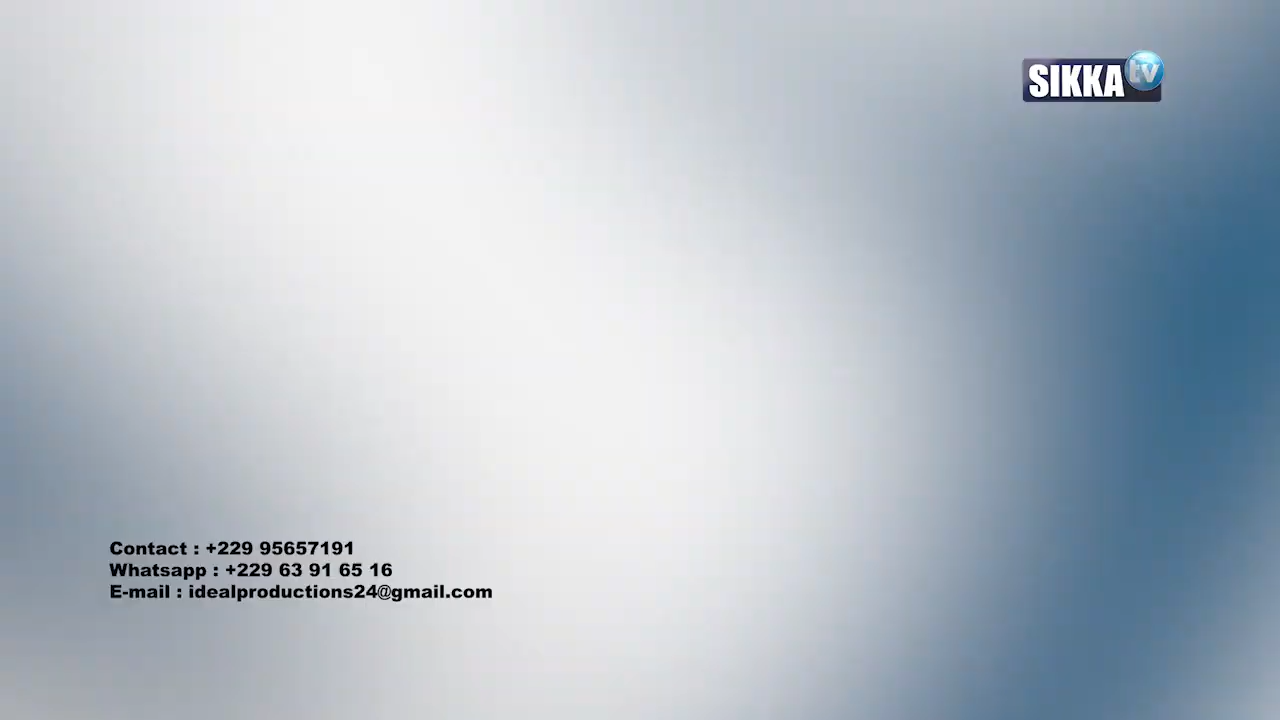 SIKKA tv
Contact : +229 95657191
Whatsapp : +229 63 91 65 16
E-mail : idealproductions24@gmail.com